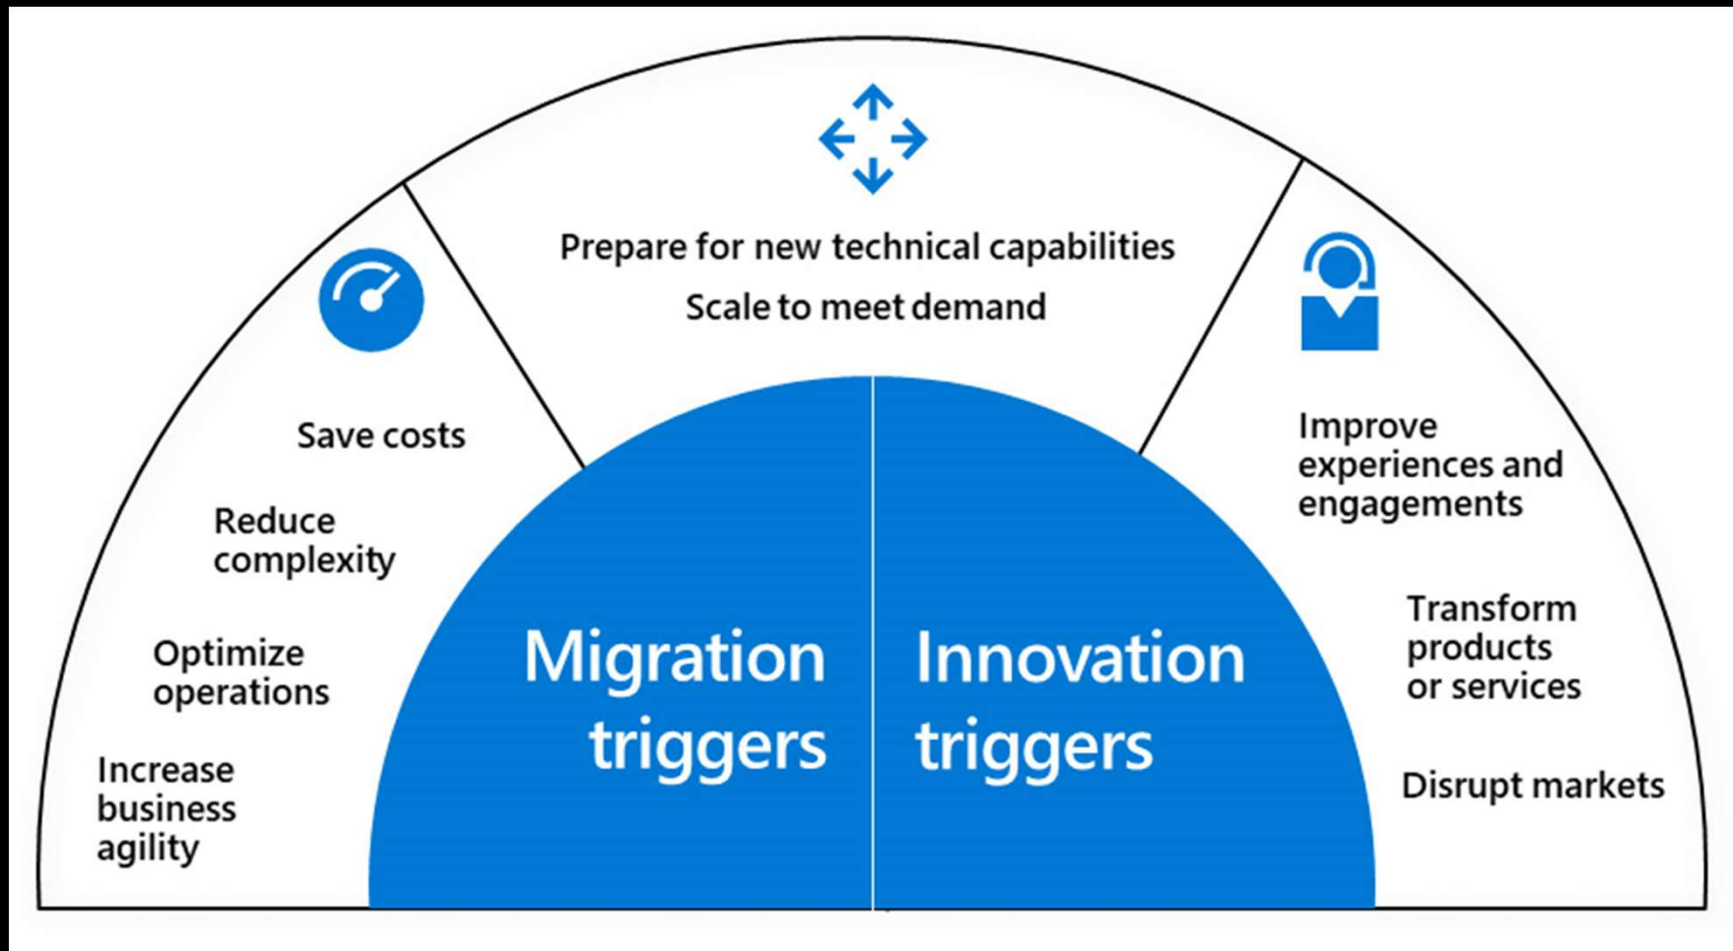 Prepare for new technical capabilities
Scale to meet demand
Save costs
Reduce
complexity
Optimize
operations
Increase
business
agility
Improve
experiences and
engagements
Transform
products
or services
Disrupt markets
Migration
triggers
Innovation
triggers